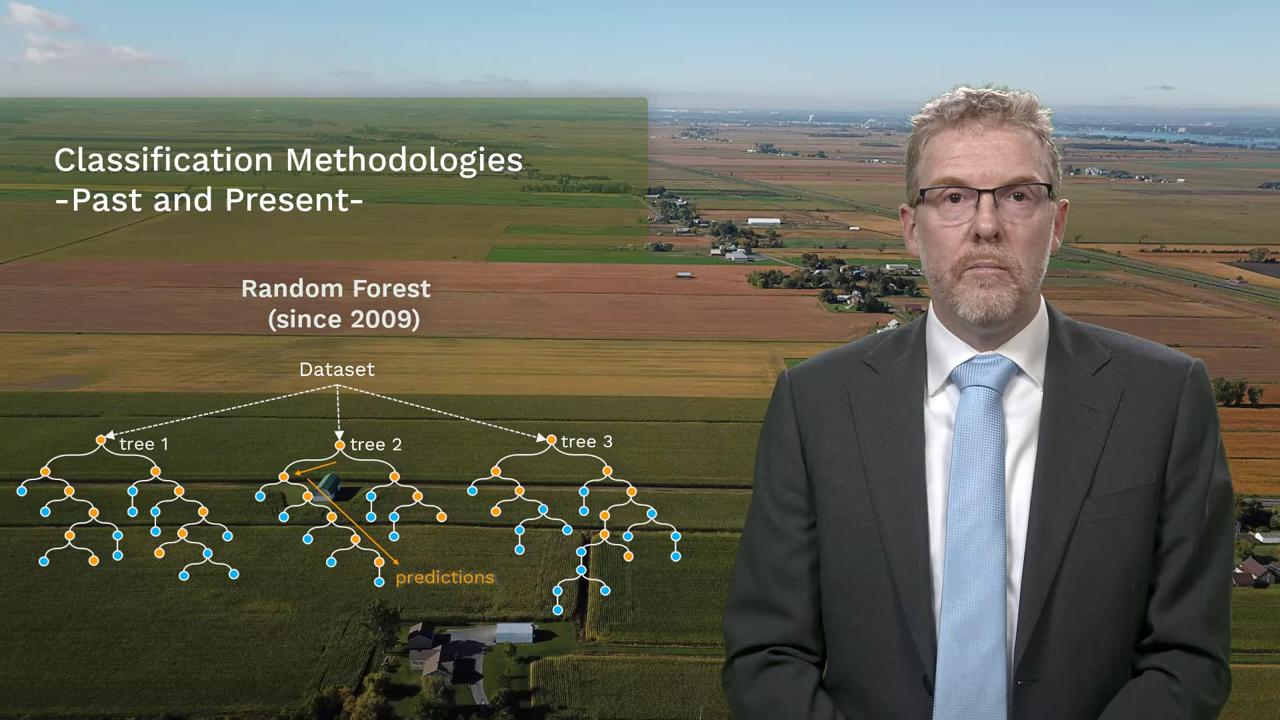 Classification Methodologies
-Past and Present-
Random Forest
(since 2009)
Dataset
tree 1
tree 2
tree 3
predictions